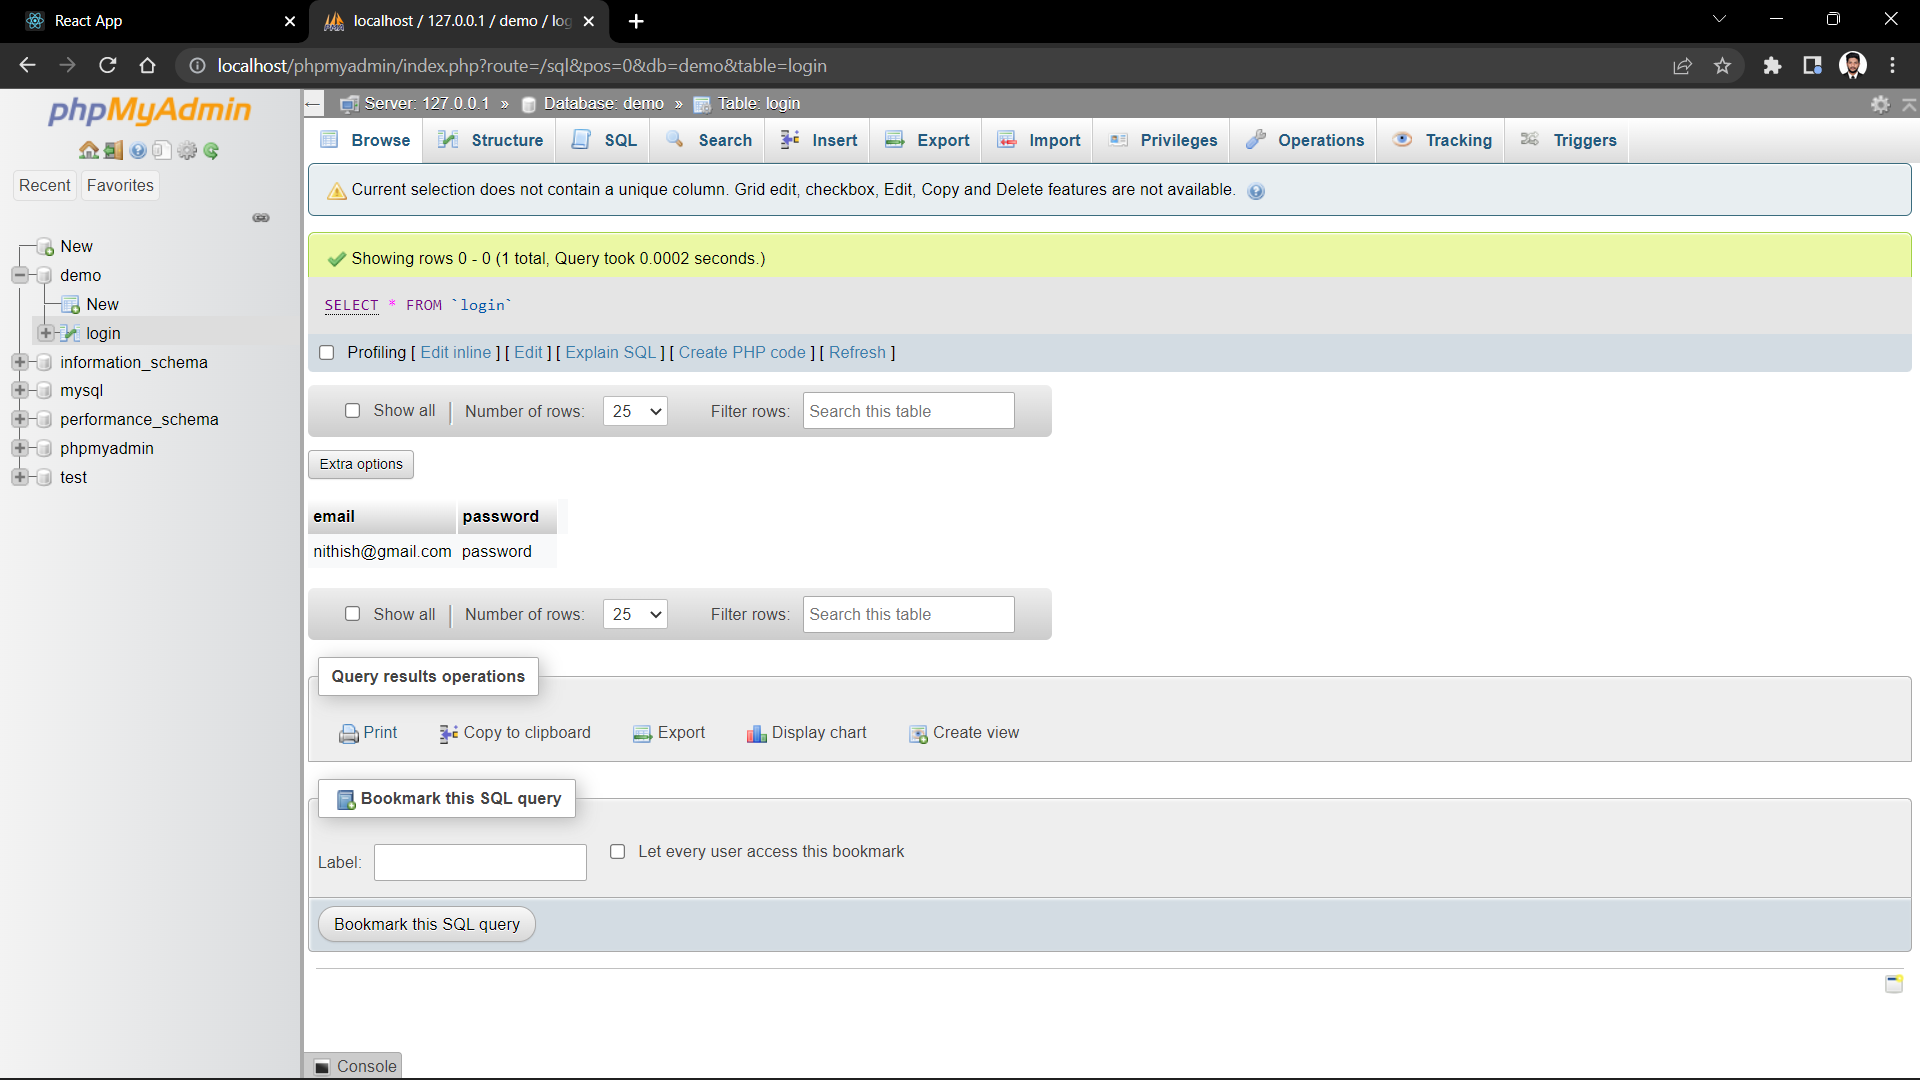 React App
localhost / 127.0.0.1 / demo / log
localhost/phpmyadmin/index.php?route=/sql&pos=0&db=demo&table=login
phpMyAdmin
Recent Favorites
New
demo
New
login
information_schema
mysql
performance_schema
phpmyadmin
test
Server: 127.0.0.1 » Database: demo » Table: login
Browse Structure SQL Search Insert Export Import Privileges Operations Tracking Triggers
Current selection does not contain a unique column. Grid edit, checkbox, Edit, Copy and Delete features are not available.
Showing rows 0 - 0 (1 total, Query took 0.0002 seconds.)
SELECT * FROM `login`
Profiling [ Edit inline ] [ Edit ] [ Explain SQL ] [ Create PHP code ] [ Refresh ]
Show all Number of rows: 25 Filter rows: Search this table
Extra options
email password
nithish@gmail.com password
Show all Number of rows: 25 Filter rows: Search this table
Query results operations
Print Copy to clipboard Export Display chart Create view
Bookmark this SQL query
Label: Let every user access this bookmark
Bookmark this SQL query
Console